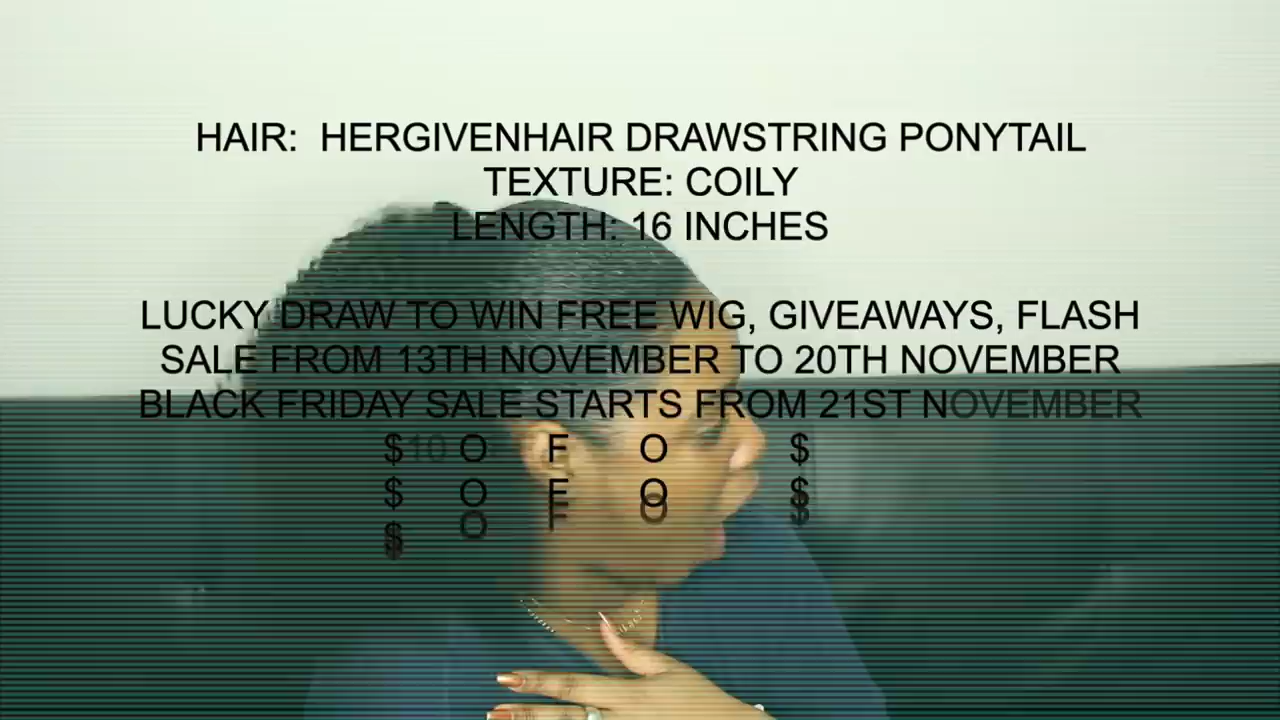 HAIR: HERGIVENHAIR DRAWSTRING PONYTAIL
TEXTURE: COILY
LENGTH: 16 INCHES
LUCKY DRAW TO WIN FREE WIG, GIVEAWAYS, FLASH
SALE FROM 13TH NOVEMBER TO 20TH NOVEMBER
BLACK FRIDAY SALE STARTS FROM 21ST NOVEMBER
$10 O F O $
$ O F O $
$ O F O $